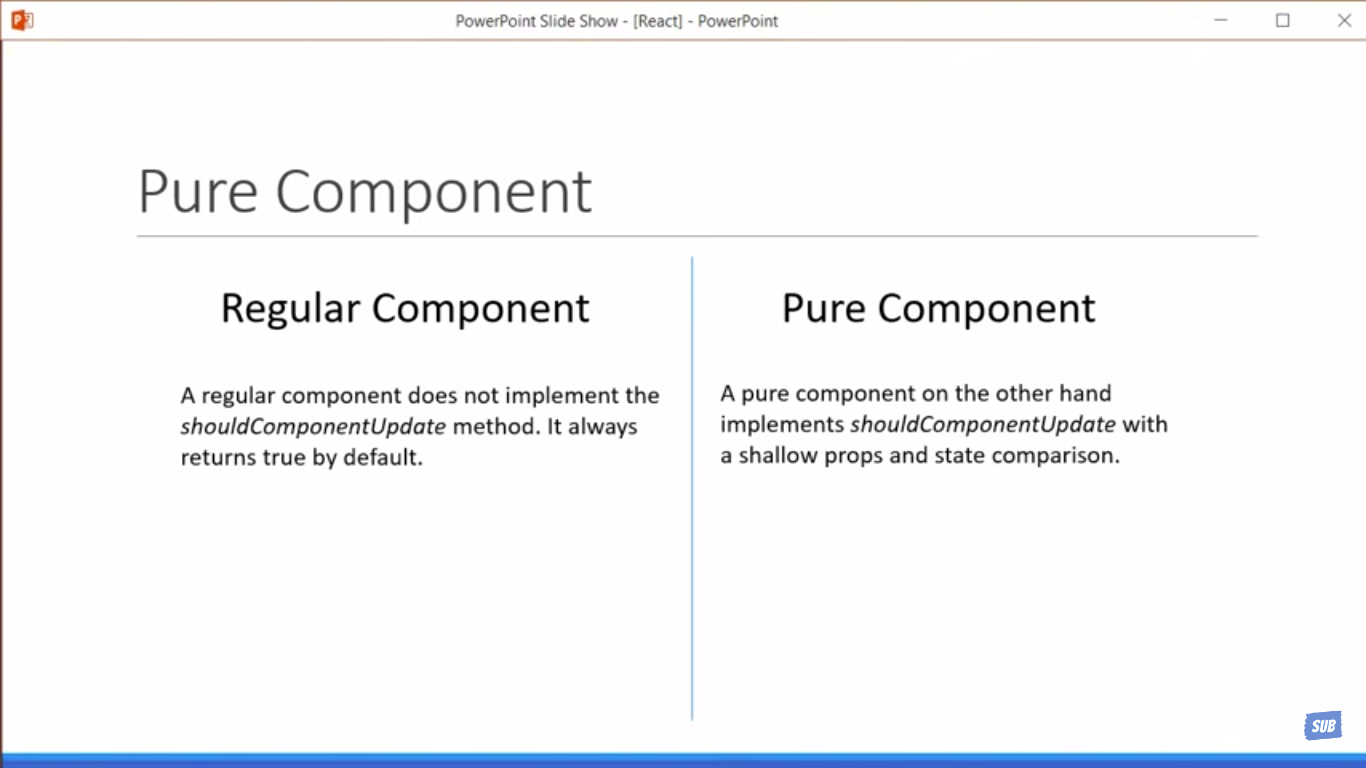 PowerPoint Slide Show - [React] - PowerPoint
Pure Component
Regular Component
A regular component does not implement the
shouldComponentUpdate method. It always
returns true by default.
Pure Component
A pure component on the other hand
implements shouldComponentUpdate with
a shallow props and state comparison.
SUB